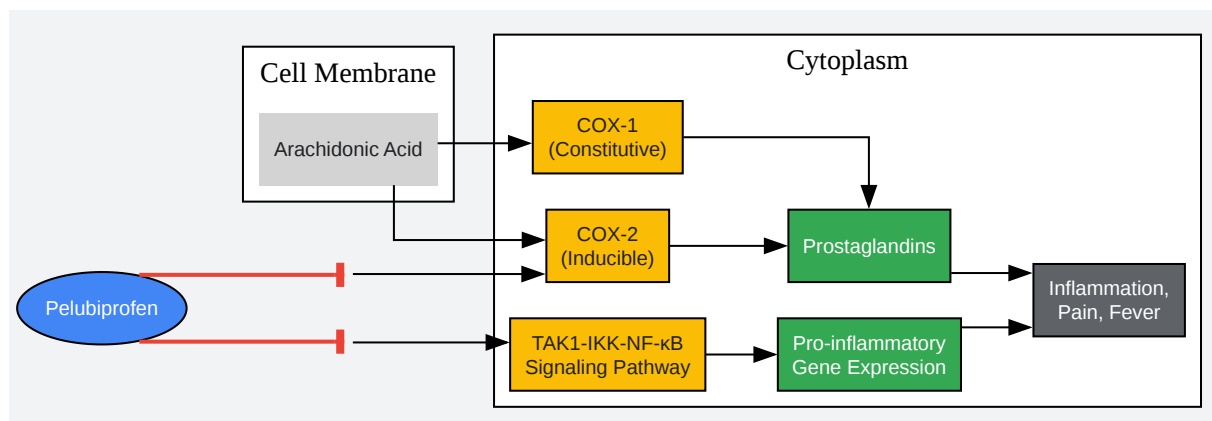 Cell Membrane
Arachidonic Acid
Cytoplasm
COX-1
(Constitutive)
COX-2
(Inducible)
Prostaglandins
Pelubiprofen
Inflammation,
Pain, Fever
TAK1-IKK-NF-κB
Signaling Pathway
Pro-inflammatory
Gene Expression